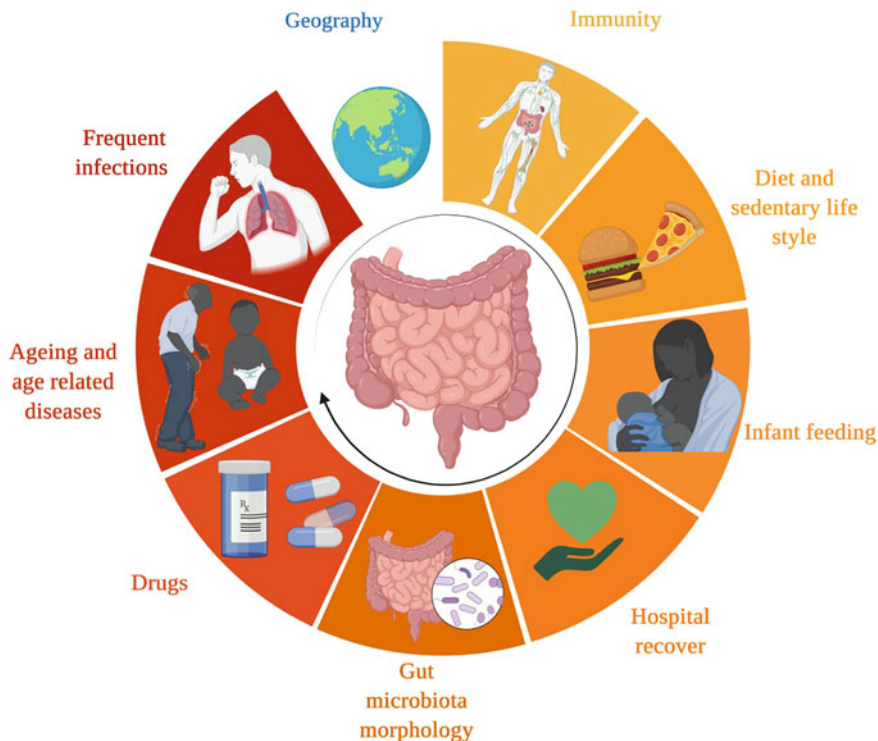 Geography
Immunity
Frequent
infections
Diet and
sedentary life
style
Ageing and
age related
diseases
Infant feeding
Rx
Drugs
Hospital
recover
Gut
microbiota
morphology